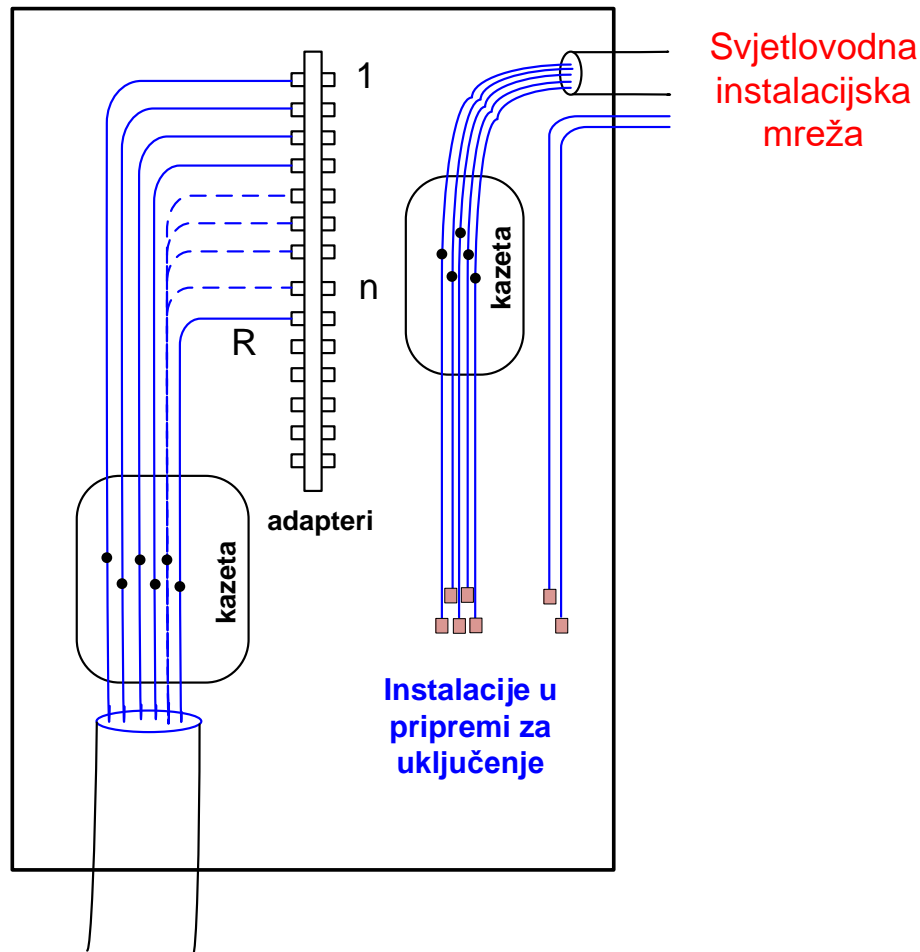 Svjetlovodna
instalacijska
mreža
1
n
R
kazeta
adapteri
kazeta
Instalacije u
pripremi za
uključenje